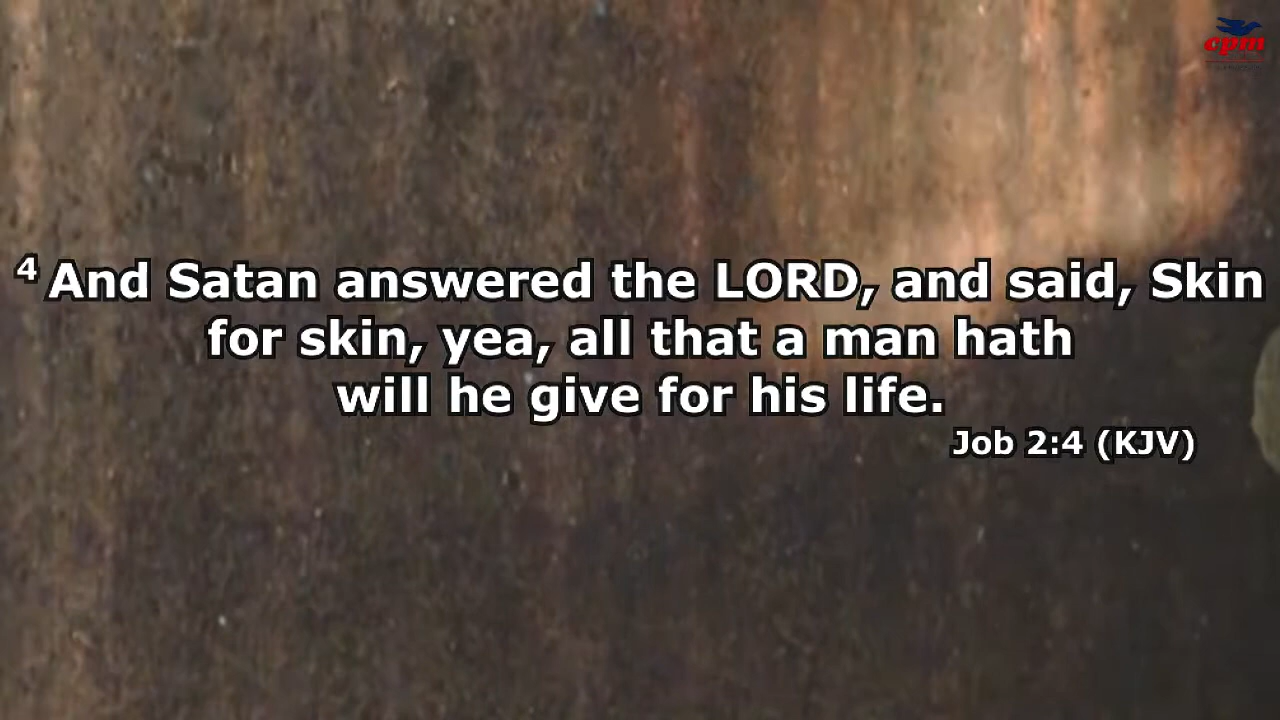 cpm
4 And Satan answered the LORD, and said, Skin
for skin, yea, all that a man hath
will he give for his life.
Job 2:4 (KJV)